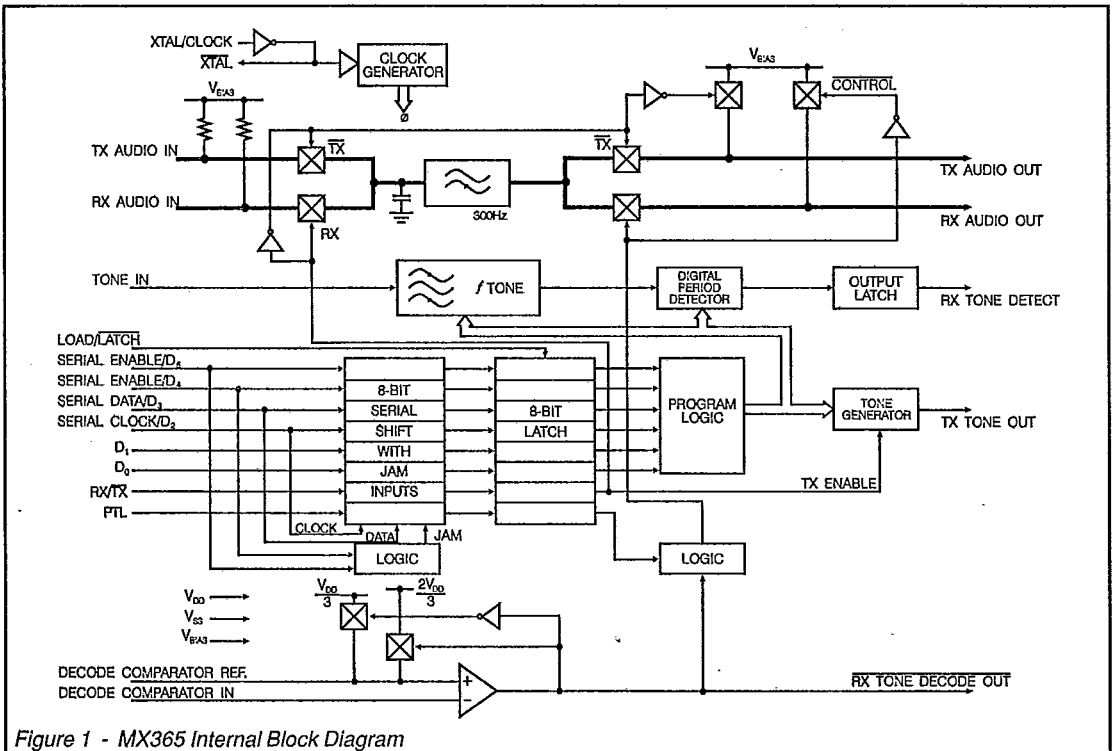 XTAL/CLOCK
XTAL
CLOCK
GENERATOR
ø
VBIAS
VBIAS
CONTROL
TX
TX
TX AUDIO IN
TX AUDIO OUT
RX AUDIO IN
300Hz
RX AUDIO OUT
RX
TONE IN
f TONE
DIGITAL
PERIOD
DETECTOR
OUTPUT
LATCH
RX TONE DETECT
LOAD/LATCH
SERIAL ENABLE/D5
SERIAL ENABLE/D4
SERIAL DATA/D3
SERIAL CLOCK/D2
D1
D0
RX/TX
PTL
8-BIT
SERIAL
SHIFT
WITH
JAM
INPUTS
8-BIT
LATCH
PROGRAM
LOGIC
TONE
GENERATOR
TX TONE OUT
TX ENABLE
CLOCK
DATA
JAM
LOGIC
LOGIC
VDD
VSS
VBIAS
VDD
3
2VDD
3
DECODE COMPARATOR REF.
DECODE COMPARATOR IN
+
−
RX TONE DECODE OUT
Figure 1 - MX365 Internal Block Diagram